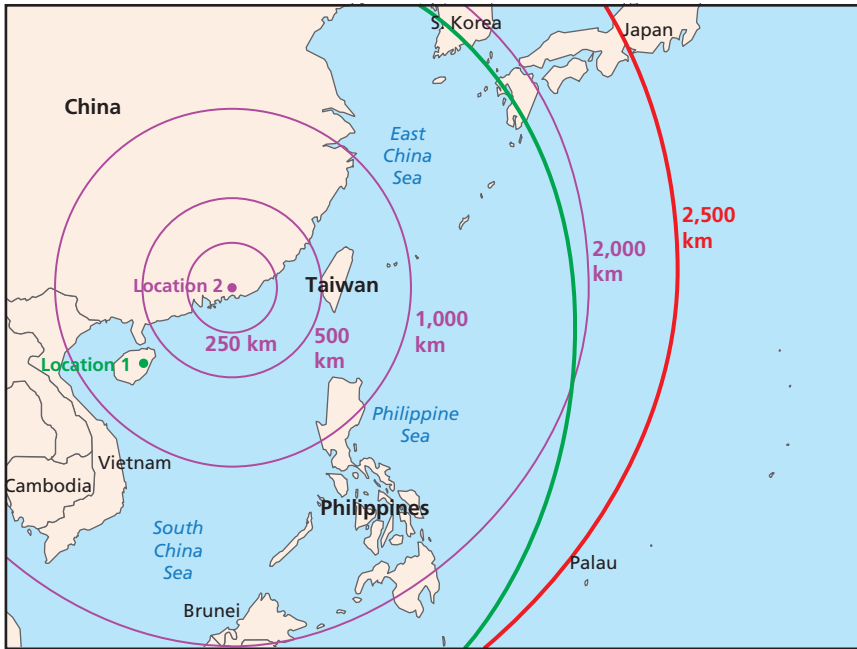 S. Korea
Japan
China
East
China
Sea
2,500
km
2,000
km
Location 2
Taiwan
1,000
km
250 km
500
km
Location 1
Philippine
Sea
Vietnam
Cambodia
Philippines
South
China
Sea
Palau
Brunei